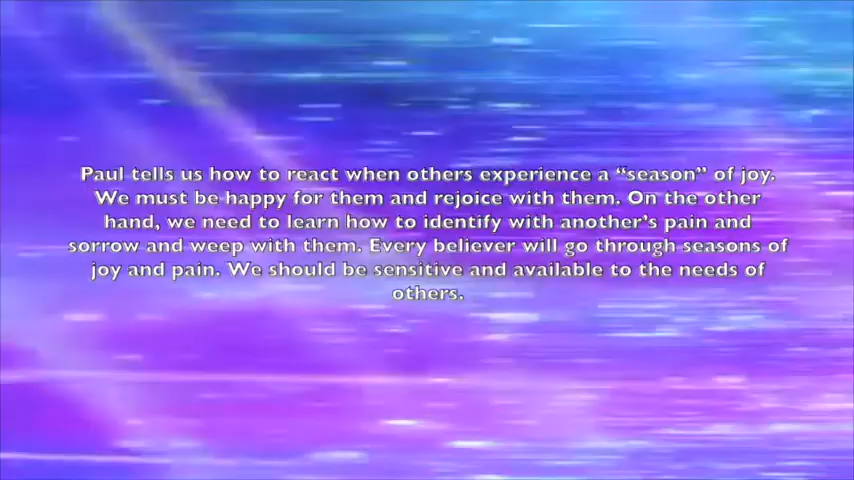 Paul tells us how to react when others experience a “season” of joy.
We must be happy for them and rejoice with them. On the other
hand, we need to learn how to identify with another’s pain and
sorrow and weep with them. Every believer will go through seasons of
joy and pain. We should be sensitive and available to the needs of
others.